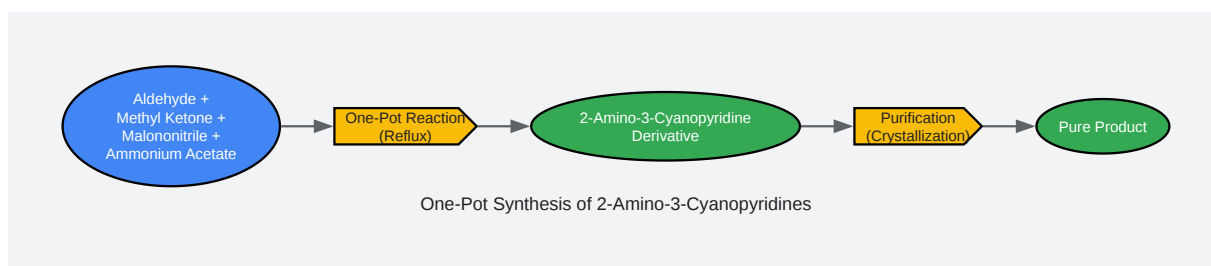 Aldehyde +
Methyl Ketone +
Malononitrile +
Ammonium Acetate
One-Pot Reaction
(Reflux)
2-Amino-3-Cyanopyridine
Derivative
Purification
(Crystallization)
Pure Product
One-Pot Synthesis of 2-Amino-3-Cyanopyridines